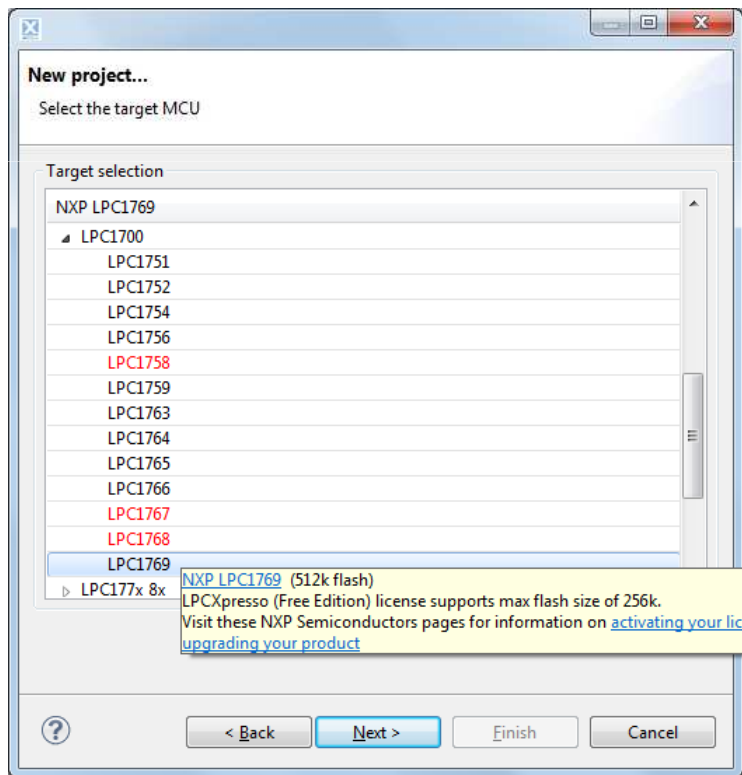 New project...
Select the target MCU
Target selection
NXP LPC1769
LPC1700
LPC1751
LPC1752
LPC1754
LPC1756
LPC1758
LPC1759
LPC1763
LPC1764
LPC1765
LPC1766
LPC1767
LPC1768
LPC1769
LPC177x 8x
NXP LPC1769 (512k flash)
LPCXpresso (Free Edition) license supports max flash size of 256k.
Visit these NXP Semiconductors pages for information on activating your lic
upgrading your product
? < Back Next > Finish Cancel